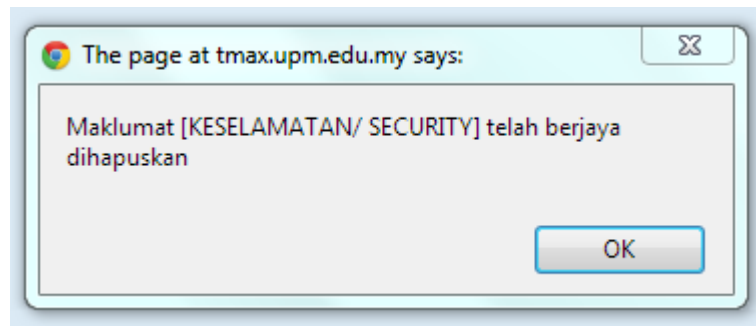 The page at tmax.upm.edu.my says:
Maklumat [KESELAMATAN/ SECURITY] telah berjaya
dihapuskan
OK